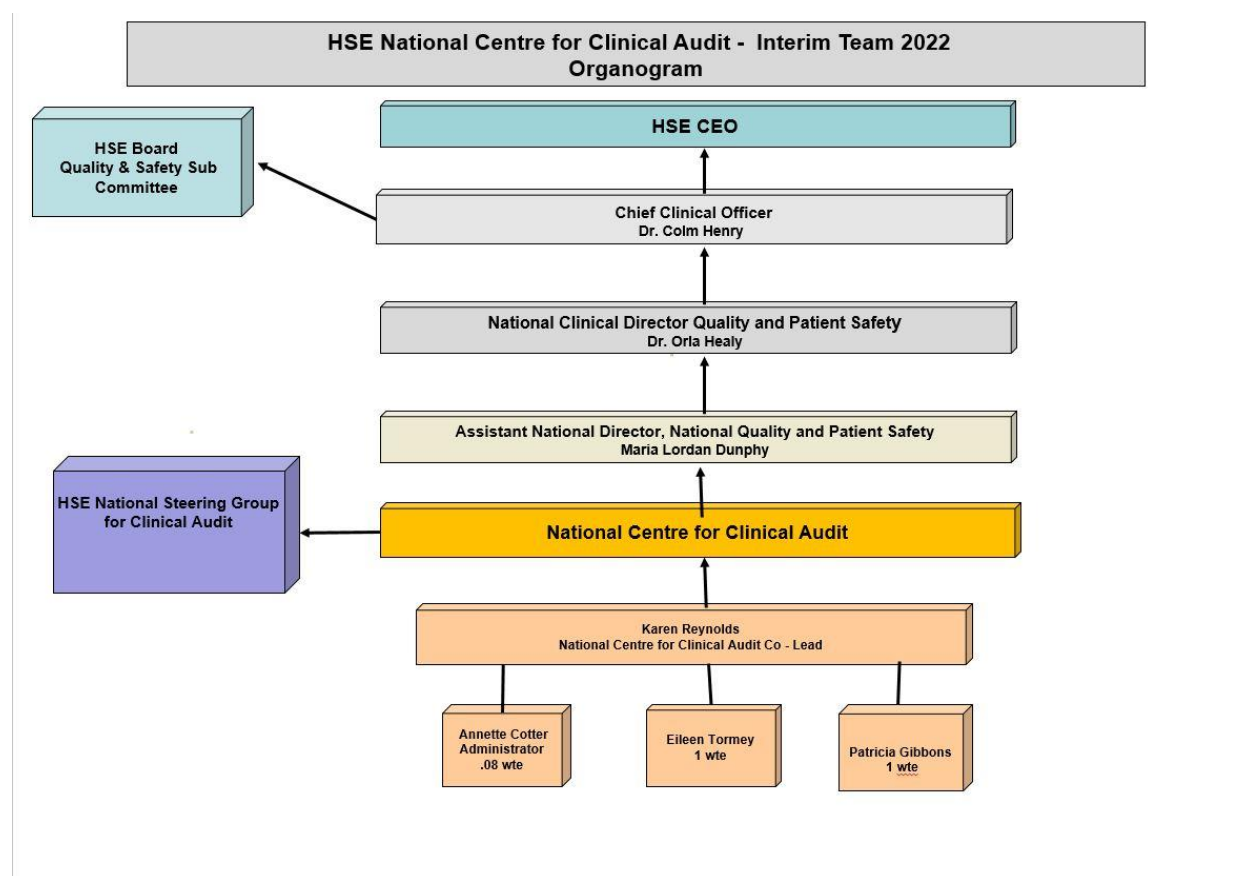 HSE National Centre for Clinical Audit - Interim Team 2022
Organogram
HSE CEO
HSE Board
Quality & Safety Sub
Committee
Chief Clinical Officer
Dr. Colm Henry
National Clinical Director Quality and Patient Safety
Dr. Orla Healy
Assistant National Director, National Quality and Patient Safety
Maria Lordan Dunphy
HSE National Steering Group
for Clinical Audit
National Centre for Clinical Audit
Karen Reynolds
National Centre for Clinical Audit Co - Lead
Annette Cotter
Administrator
.08 wte
Eileen Tormey
1 wte
Patricia Gibbons
1 wte